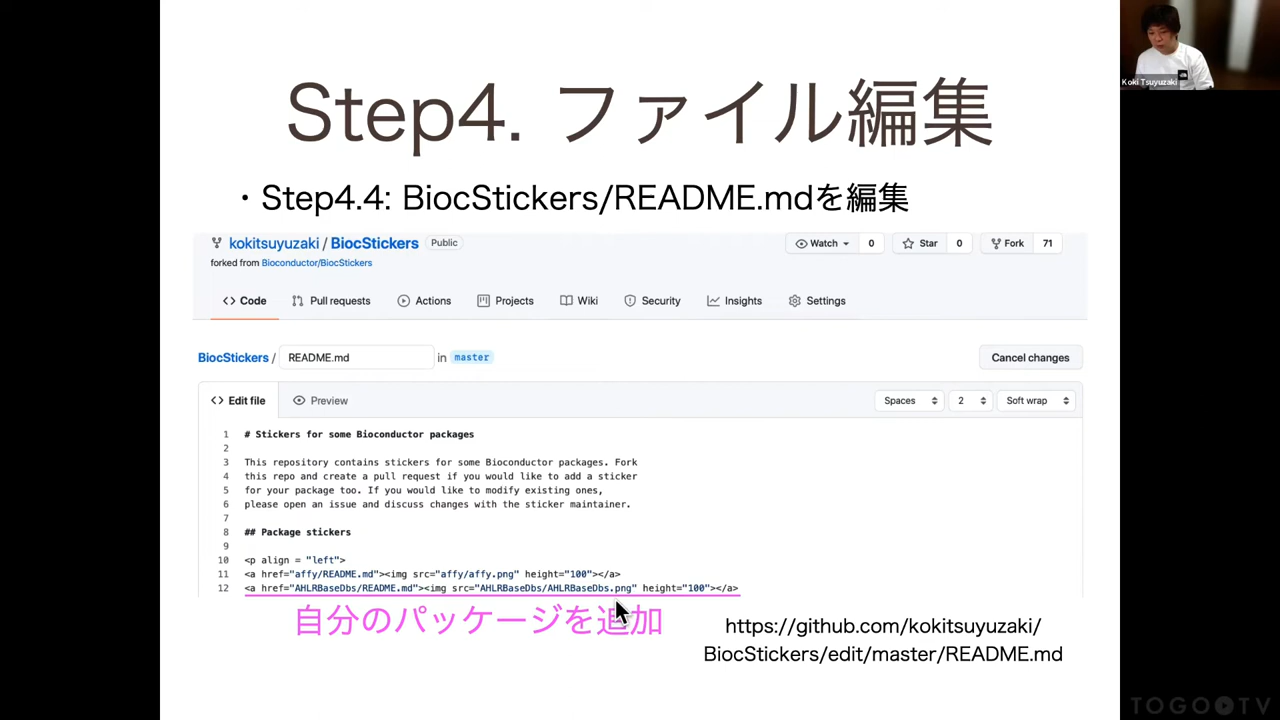 Koki Tsuyuzaki
Step4. ファイル編集
・Step4.4: BiocStickers/README.mdを編集
kokitsuyuzaki / BiocStickers Public
Watch 0 Star 0 Fork 71
forked from Bioconductor/BiocStickers
<> Code Pull requests Actions Projects Wiki Security Insights Settings
BiocStickers / README.md in master Cancel changes
<> Edit file Preview Spaces 2 Soft wrap
1 # Stickers for some Bioconductor packages
2
3 This repository contains stickers for some Bioconductor packages. Fork
4 this repo and create a pull request if you would like to add a sticker
5 for your package too. If you would like to modify existing ones,
6 please open an issue and discuss changes with the sticker maintainer.
7
8 ## Package stickers
9
10 <p align = "left">
11 <a href="affy/README.md"><img src="affy/affy.png" height="100"></a>
12 <a href="AHLRBaseDbs/README.md"><img src="AHLRBaseDbs/AHLRBaseDbs.png" height="100"></a>
自分のパッケージを追加
https://github.com/kokitsuyuzaki/
BiocStickers/edit/master/README.md
TOGO TV